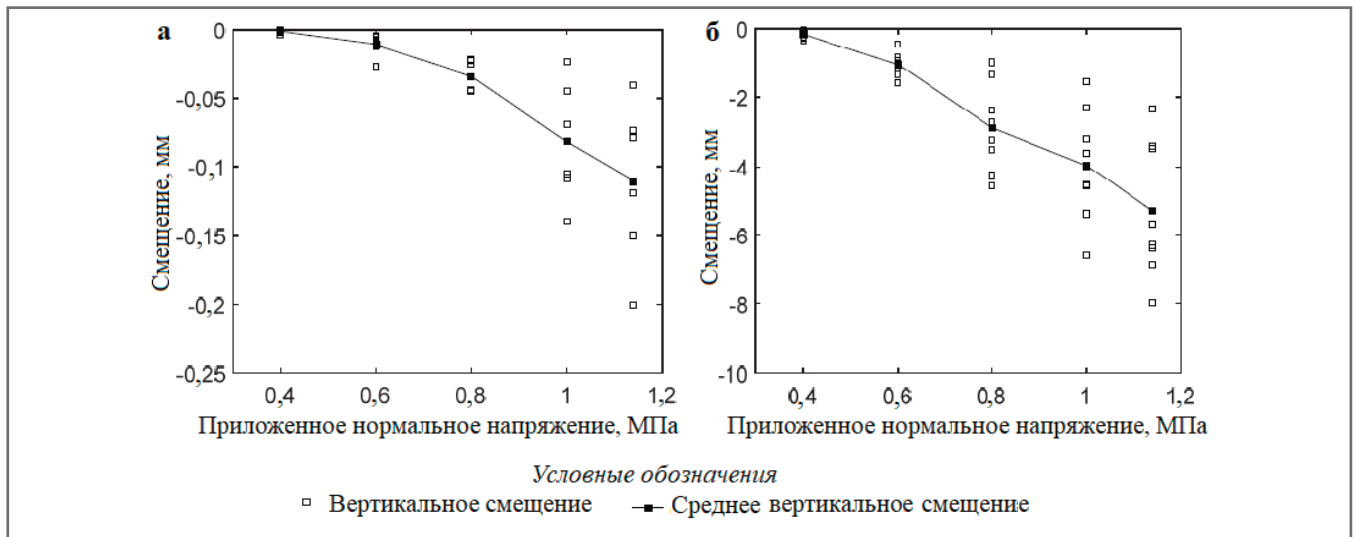 а
0
-0,05
-0,1
-0,15
-0,2
-0,25
Смещение, мм
0,4 0,6 0,8 1 1,2
Приложенное нормальное напряжение, МПа
б
0
-2
-4
-6
-8
-10
Смещение, мм
0,4 0,6 0,8 1 1,2
Приложенное нормальное напряжение, МПа
Условные обозначения
Вертикальное смещение Среднее вертикальное смещение